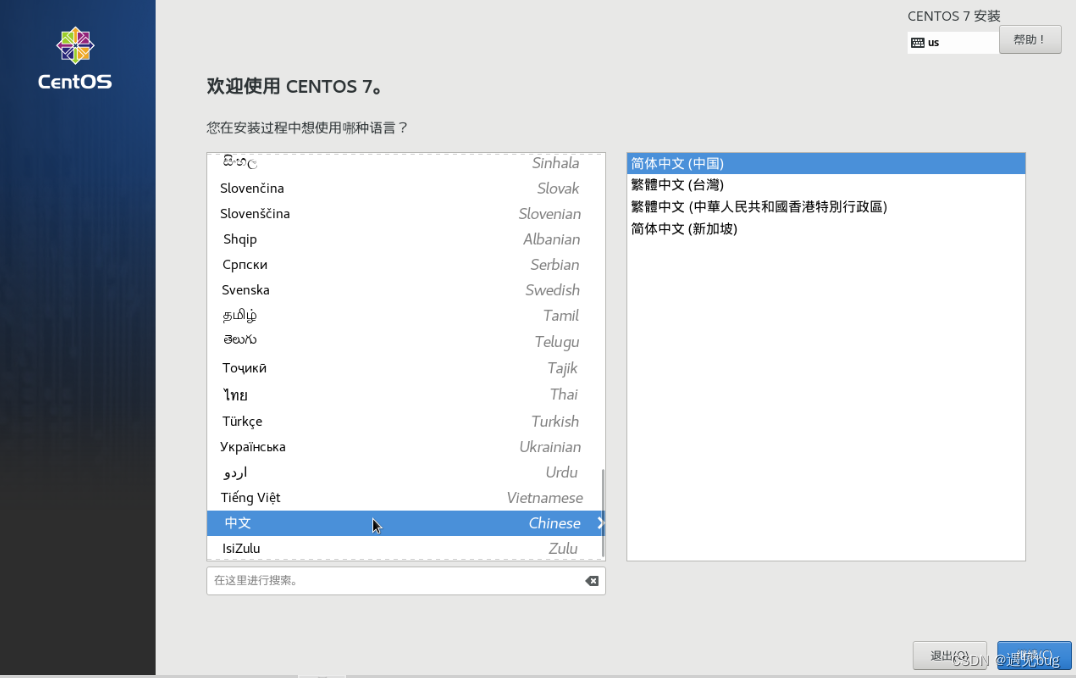 CentOS
CENTOS 7 安装
us
帮助！
欢迎使用 CENTOS 7。
您在安装过程中想使用哪种语言？
සිංහල Sinhala
Slovenčina Slovak
Slovenščina Slovenian
Shqip Albanian
Српски Serbian
Svenska Swedish
தமிழ் Tamil
తెలుగు Telugu
Тоҷикӣ Tajik
ไทย Thai
Türkçe Turkish
Українська Ukrainian
اردو Urdu
Tiếng Việt Vietnamese
中文 Chinese
IsiZulu Zulu
简体中文 (中国)
繁體中文 (台灣)
繁體中文 (中華人民共和國香港特別行政區)
简体中文 (新加坡)
在这里进行搜索。
退出(Q)
继续(C)
CSDN @遇见bug